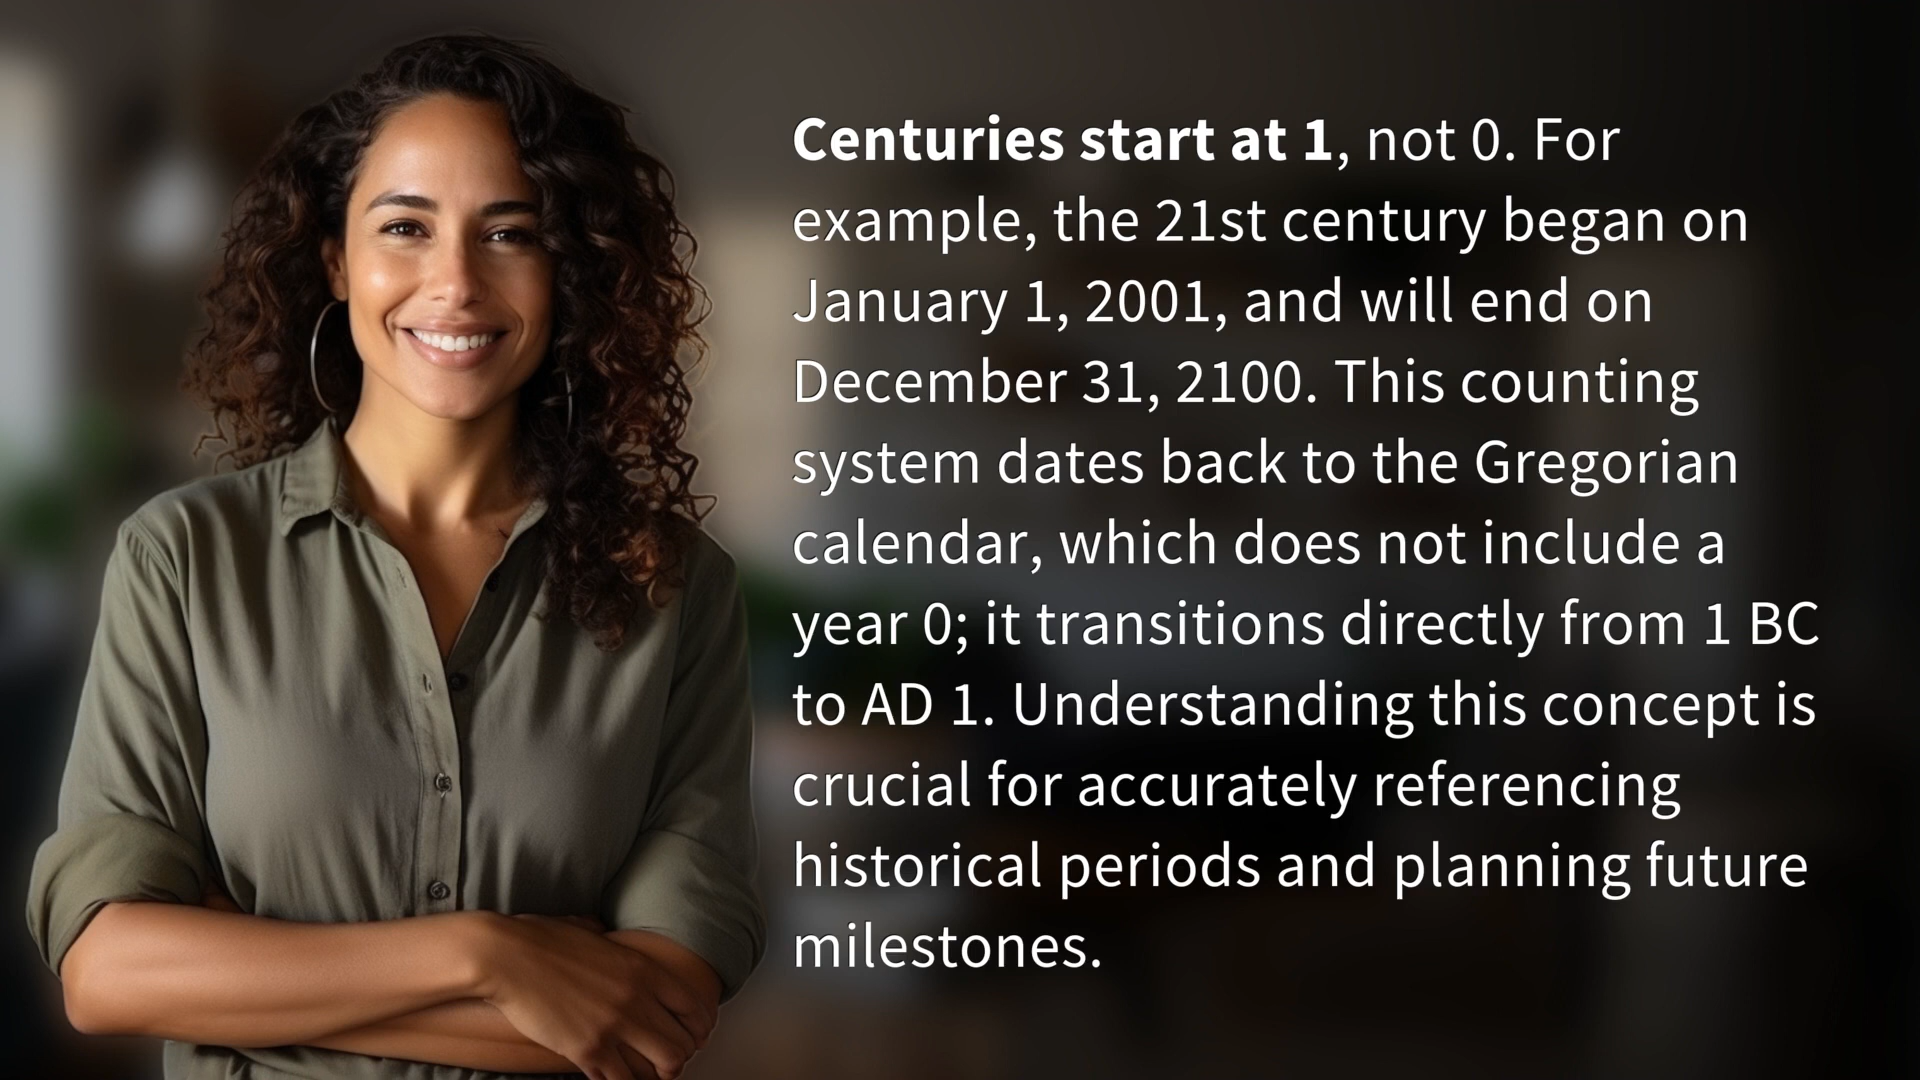 Centuries start at 1, not 0. For
example, the 21st century began on
January 1, 2001, and will end on
December 31, 2100. This counting
system dates back to the Gregorian
calendar, which does not include a
year 0; it transitions directly from 1 BC
to AD 1. Understanding this concept is
crucial for accurately referencing
historical periods and planning future
milestones.